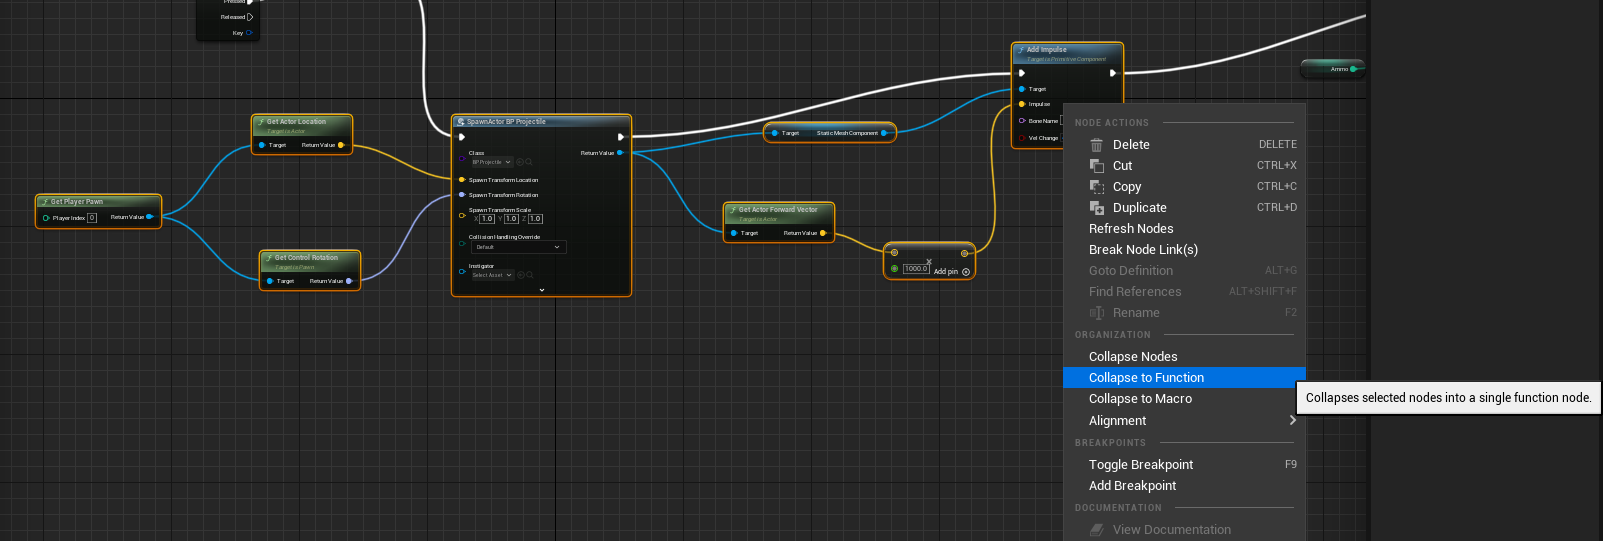 Pressed
Released
Key
Get Actor Location
Target is Actor
Target
Return Value
Get Player Pawn
Player Index 0
Return Value
Get Control Rotation
Target is Pawn
Target
Return Value
SpawnActor BP Projectile
Class
BP Projectile
Return Value
Spawn Transform Location
Spawn Transform Rotation
Spawn Transform Scale
X 1.0 Y 1.0 Z 1.0
Collision Handling Override
Default
Instigator
Select Asset
Target
Static Mesh Component
Get Actor Forward Vector
Target is Actor
Target
Return Value
1000.0
Add pin
Add Impulse
Target is Primitive Component
Target
Impulse
Bone Name
Vel Change
Ammo
NODE ACTIONS
Delete DELETE
Cut CTRL+X
Copy CTRL+C
Duplicate CTRL+D
Refresh Nodes
Break Node Link(s)
Goto Definition ALT+G
Find References ALT+SHIFT+F
Rename F2
ORGANIZATION
Collapse Nodes
Collapse to Function
Collapse to Macro
Alignment
BREAKPOINTS
Toggle Breakpoint F9
Add Breakpoint
DOCUMENTATION
View Documentation
Collapses selected nodes into a single function node.